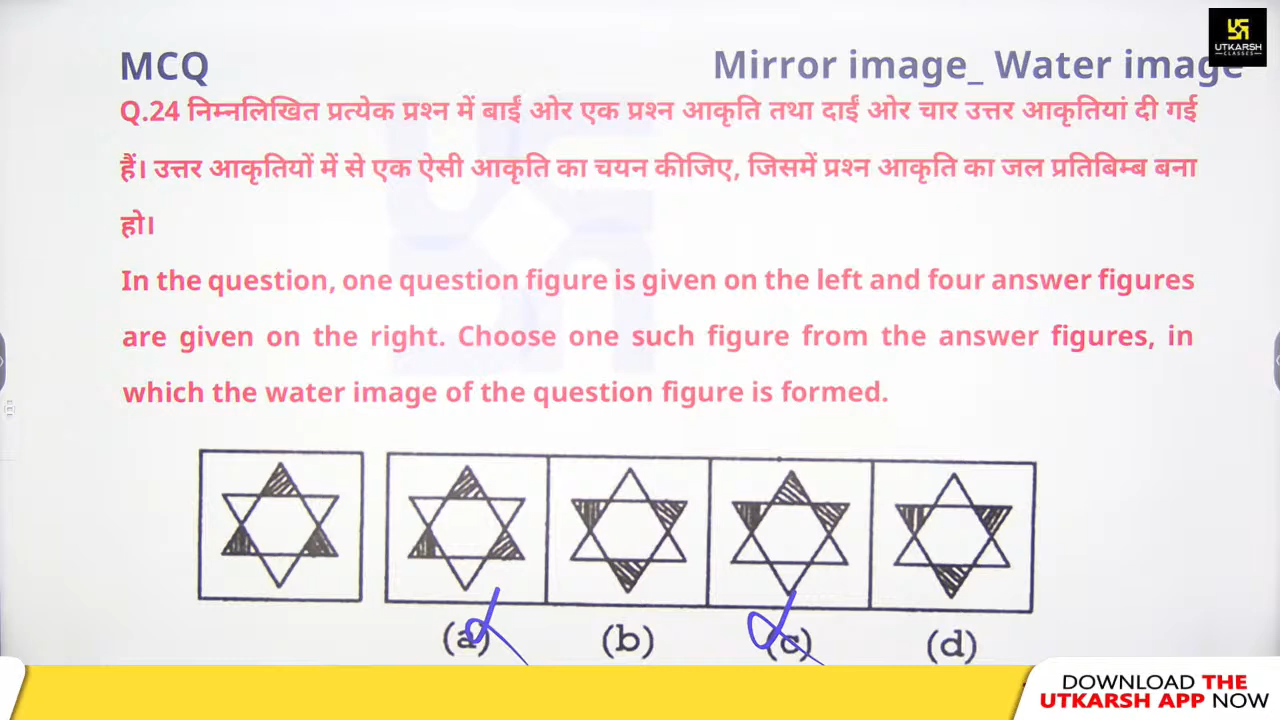 UTKARSH
CLASSES
MCQ
Mirror image_ Water image
Q.24 निम्नलिखित प्रत्येक प्रश्न में बाईं ओर एक प्रश्न आकृति तथा दाईं ओर चार उत्तर आकृतियां दी गई
हैं। उत्तर आकृतियों में से एक ऐसी आकृति का चयन कीजिए, जिसमें प्रश्न आकृति का जल प्रतिबिम्ब बना
हो।
In the question, one question figure is given on the left and four answer figures
are given on the right. Choose one such figure from the answer figures, in
which the water image of the question figure is formed.
(a) (b) (c) (d)
DOWNLOAD THE
UTKARSH APP NOW